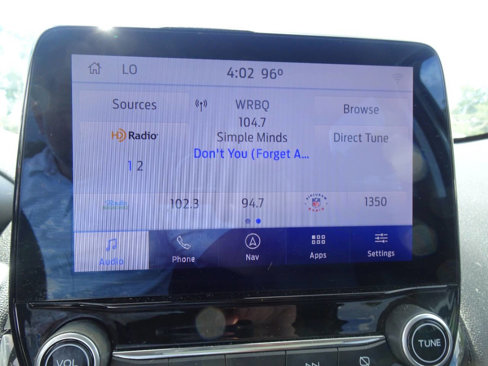 LO
4:02 96°
Sources
WRBQ
Browse
104.7
HD Radio
Simple Minds
Direct Tune
Don't You (Forget A...
1 2
102.3
94.7
NFL
1350
Audio
Phone
Nav
Apps
Settings
VOL
TUNE